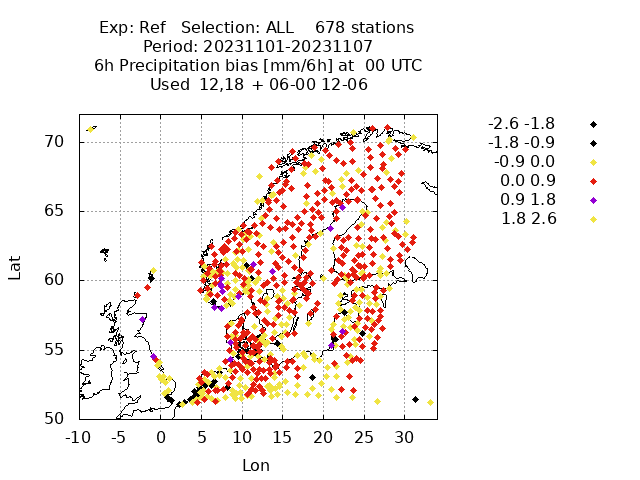 Exp: Ref   Selection: ALL    678 stations
Period: 20231101-20231107
6h Precipitation bias [mm/6h] at  00 UTC
Used  12,18 + 06-00 12-06
-2.6 -1.8
-1.8 -0.9
-0.9 0.0
0.0 0.9
0.9 1.8
1.8 2.6
70
65
60
55
50
Lat
-10 -5 0 5 10 15 20 25 30
Lon